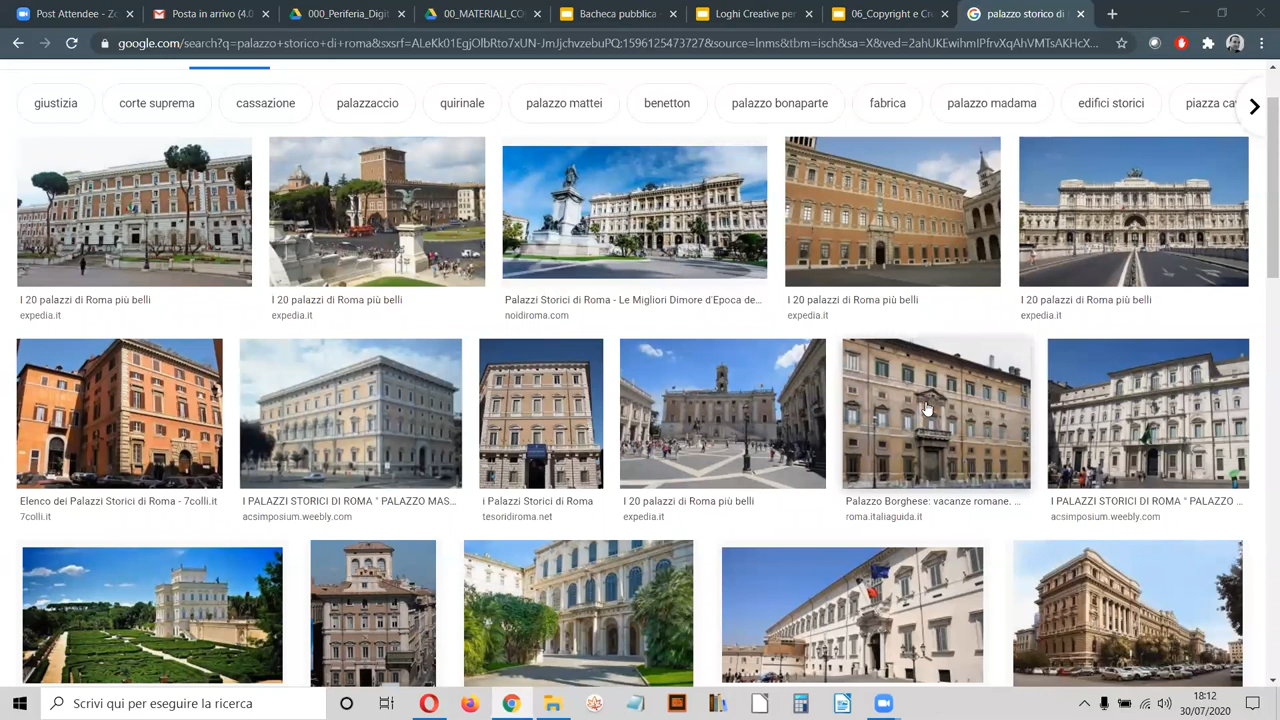 Post Attendee - Zo
Posta in arrivo (4.0
000_Periferia_Digit
00_MATERIALI_CO
Bacheca pubblica -
Loghi Creative per
06_Copyright e Cre
palazzo storico di
google.com/search?q=palazzo+storico+di+roma&sxsrf=ALeKk01EgjOlbRto7xUN-JmJjchvzebuPQ:1596125473727&source=lnms&tbm=isch&sa=X&ved=2ahUKEwihmIPfrvXqAhVMTsAKHcX...
giustizia
corte suprema
cassazione
palazzaccio
quirinale
palazzo mattei
benetton
palazzo bonaparte
fabrica
palazzo madama
edifici storici
piazza ca
I 20 palazzi di Roma più belli
expedia.it
I 20 palazzi di Roma più belli
expedia.it
Palazzi Storici di Roma - Le Migliori Dimore d'Epoca de...
noidiroma.com
I 20 palazzi di Roma più belli
expedia.it
I 20 palazzi di Roma più belli
expedia.it
Elenco dei Palazzi Storici di Roma - 7colli.it
7colli.it
I PALAZZI STORICI DI ROMA " PALAZZO MAS...
acsimposium.weebly.com
i Palazzi Storici di Roma
tesoridiroma.net
I 20 palazzi di Roma più belli
expedia.it
Palazzo Borghese: vacanze romane. ...
roma.italiaguida.it
I PALAZZI STORICI DI ROMA " PALAZZO ...
acsimposium.weebly.com
Scrivi qui per eseguire la ricerca
18:12
30/07/2020